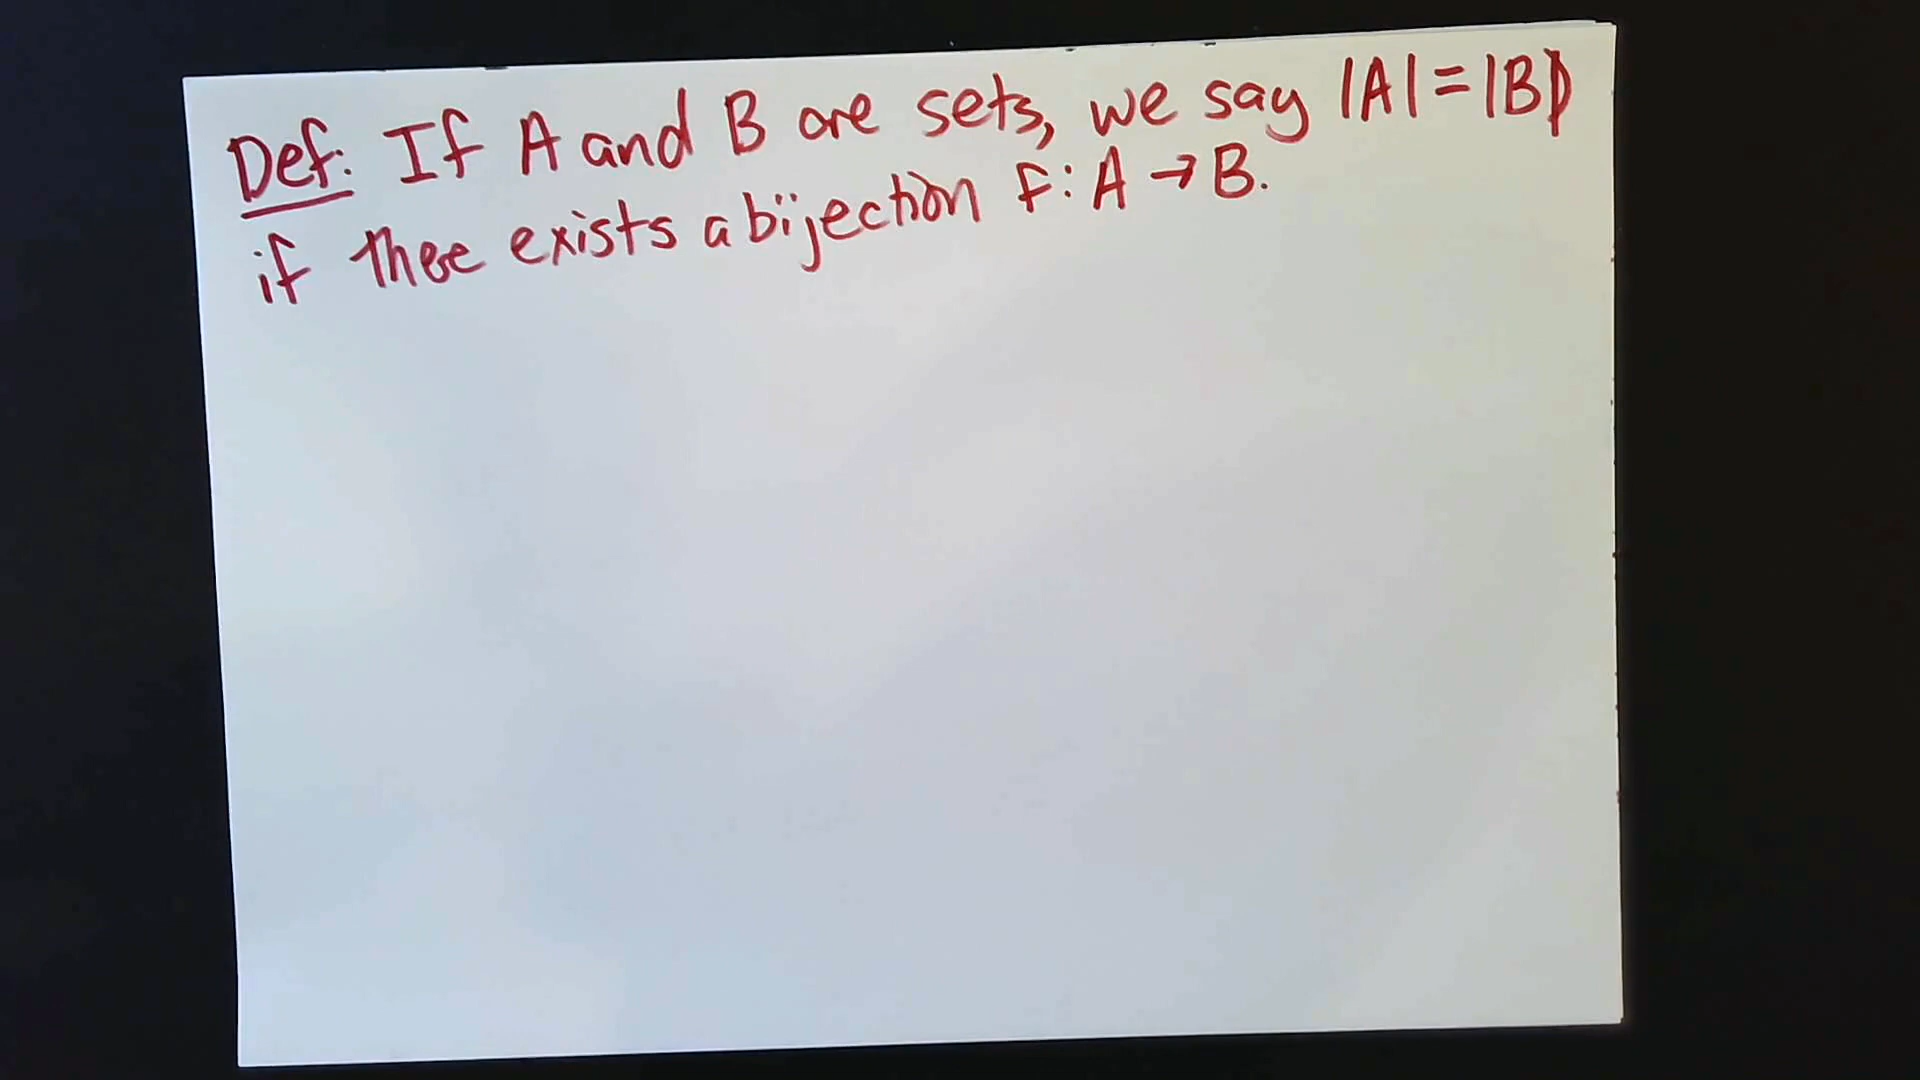 Def: If A and B are sets, we say |A| = |B|
if there exists a bijection f: A → B.